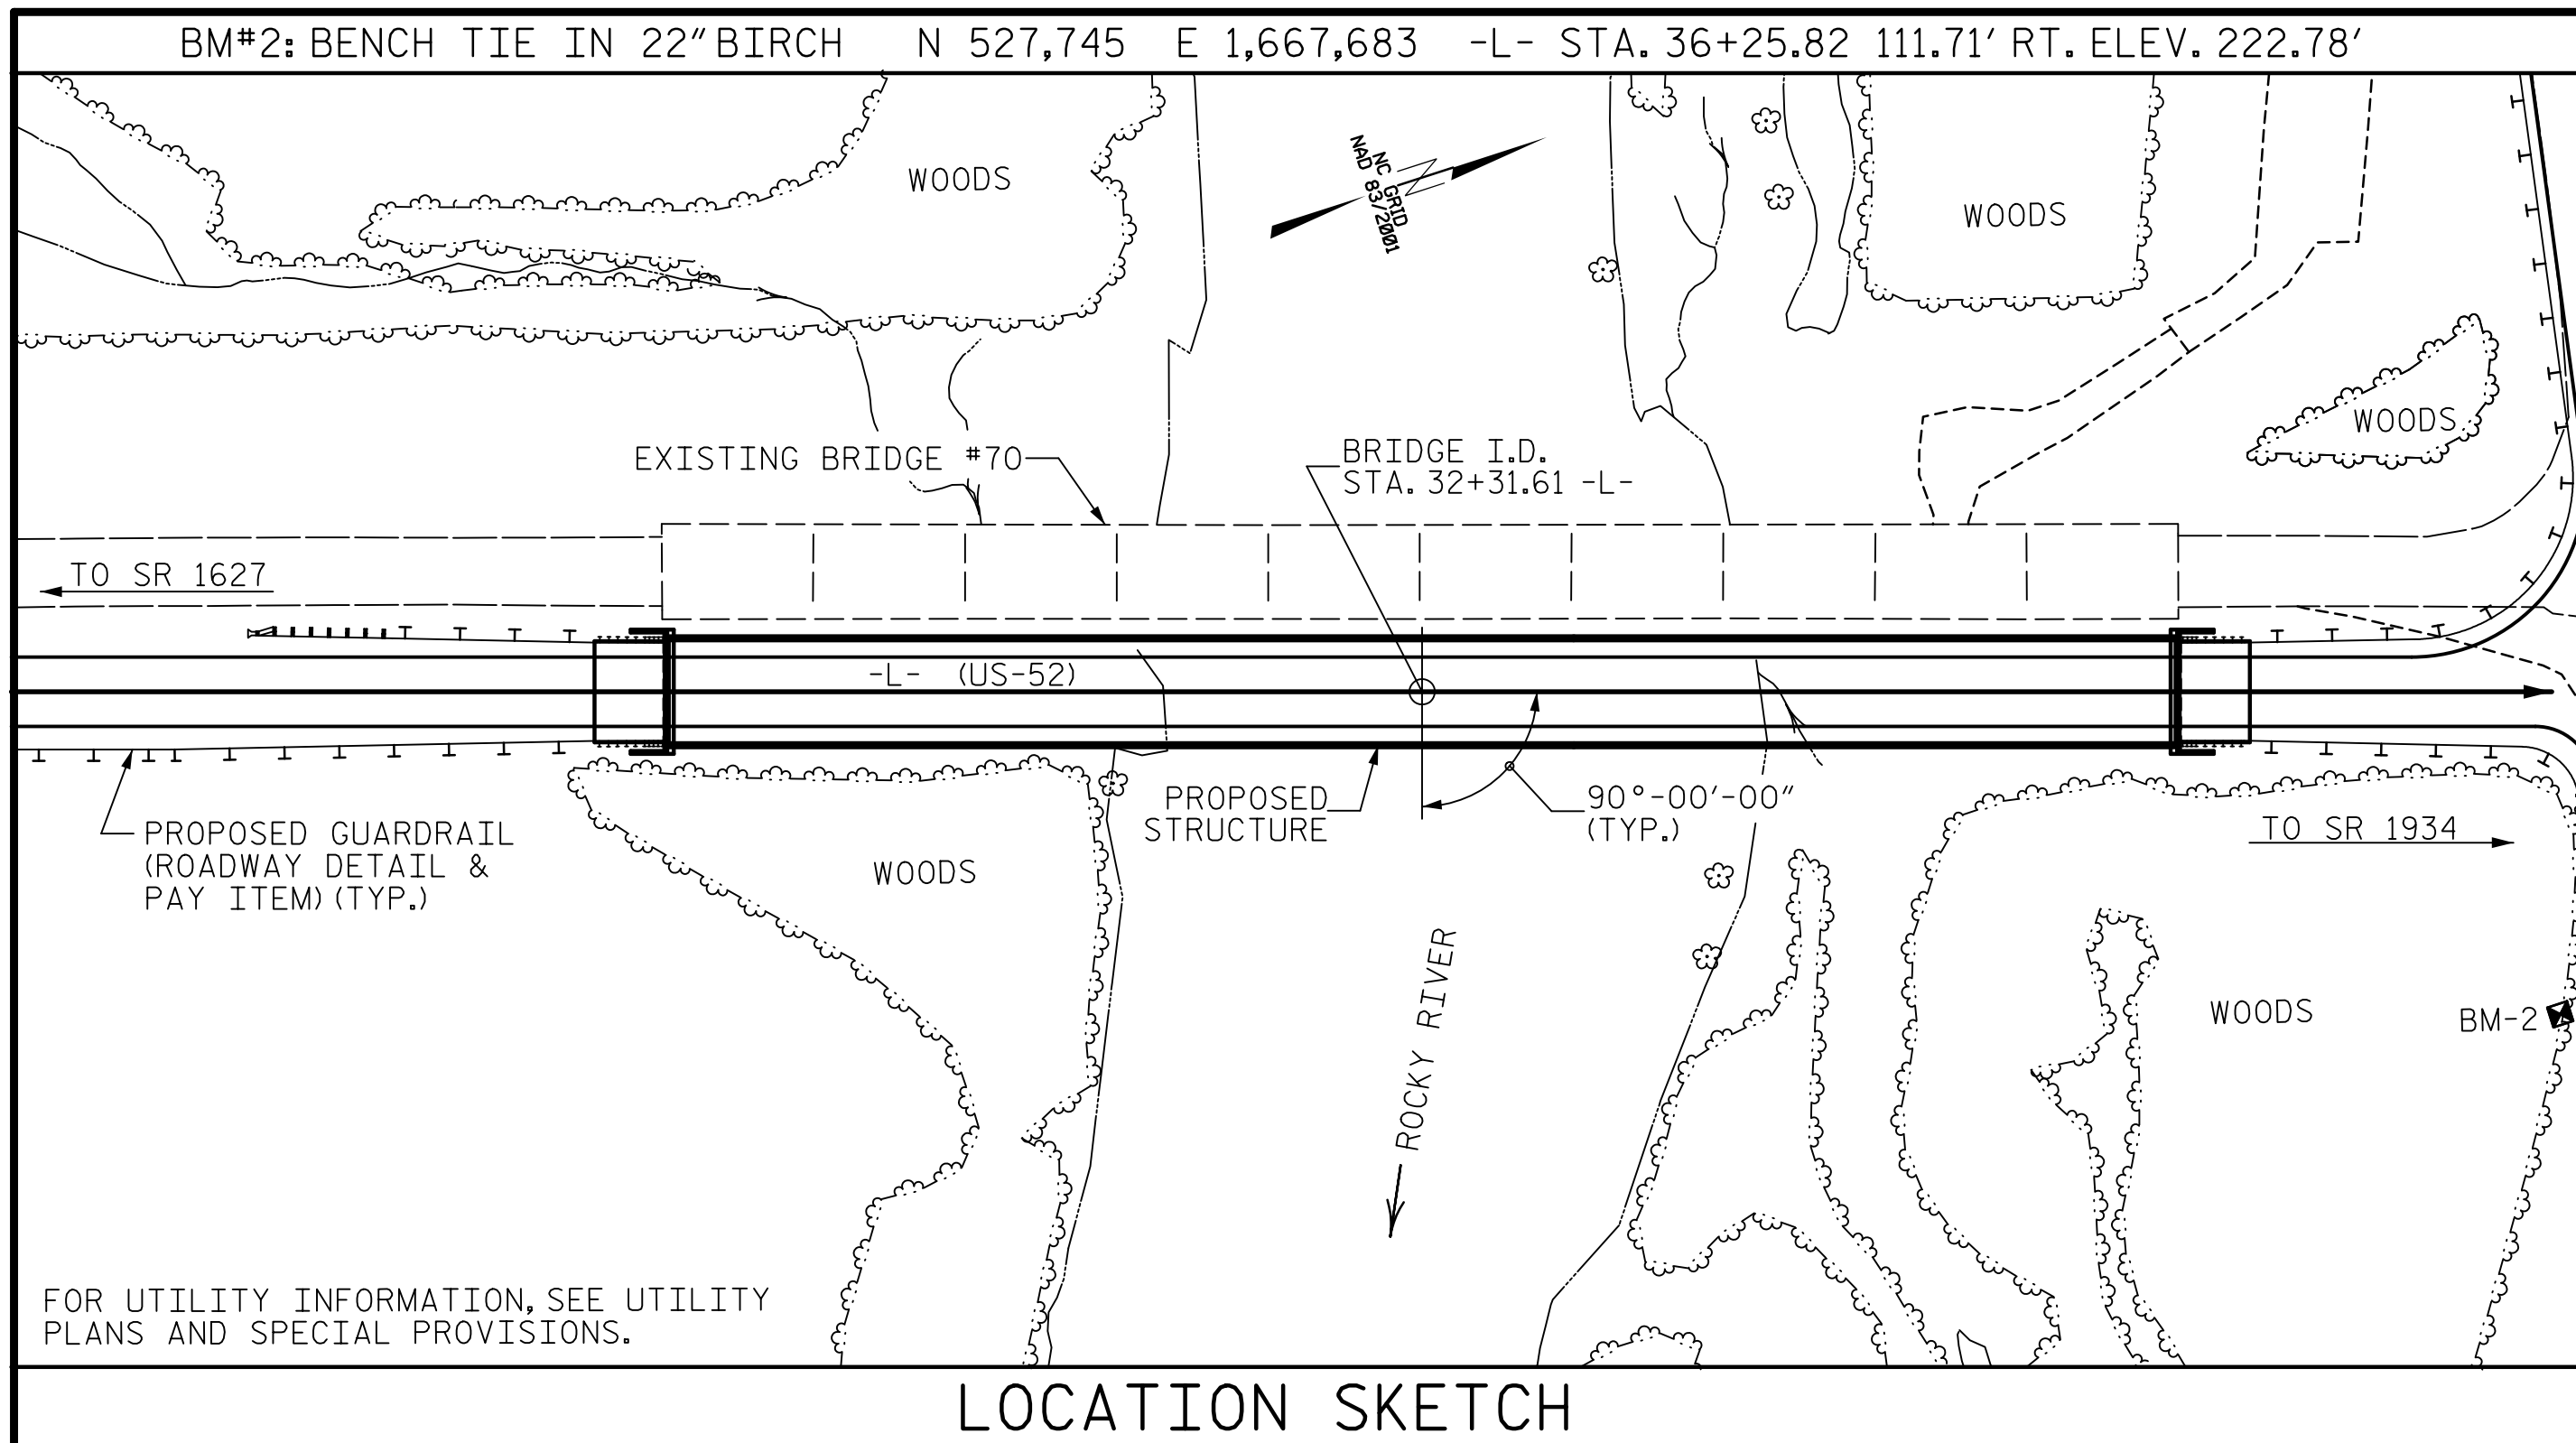 BM#2: BENCH TIE IN 22" BIRCH N 527,745 E 1,667,683 -L- STA. 36+25.82 111.71' RT. ELEV. 222.78'
WOODS
NC GRID
NAD 83/2001
WOODS
WOODS
EXISTING BRIDGE #70
BRIDGE I.D.
STA. 32+31.61 -L-
TO SR 1627
-L- (US-52)
PROPOSED
STRUCTURE
90°-00'-00"
(TYP.)
TO SR 1934
PROPOSED GUARDRAIL
(ROADWAY DETAIL &
PAY ITEM) (TYP.)
WOODS
ROCKY RIVER
WOODS
BM-2
FOR UTILITY INFORMATION, SEE UTILITY
PLANS AND SPECIAL PROVISIONS.
LOCATION SKETCH